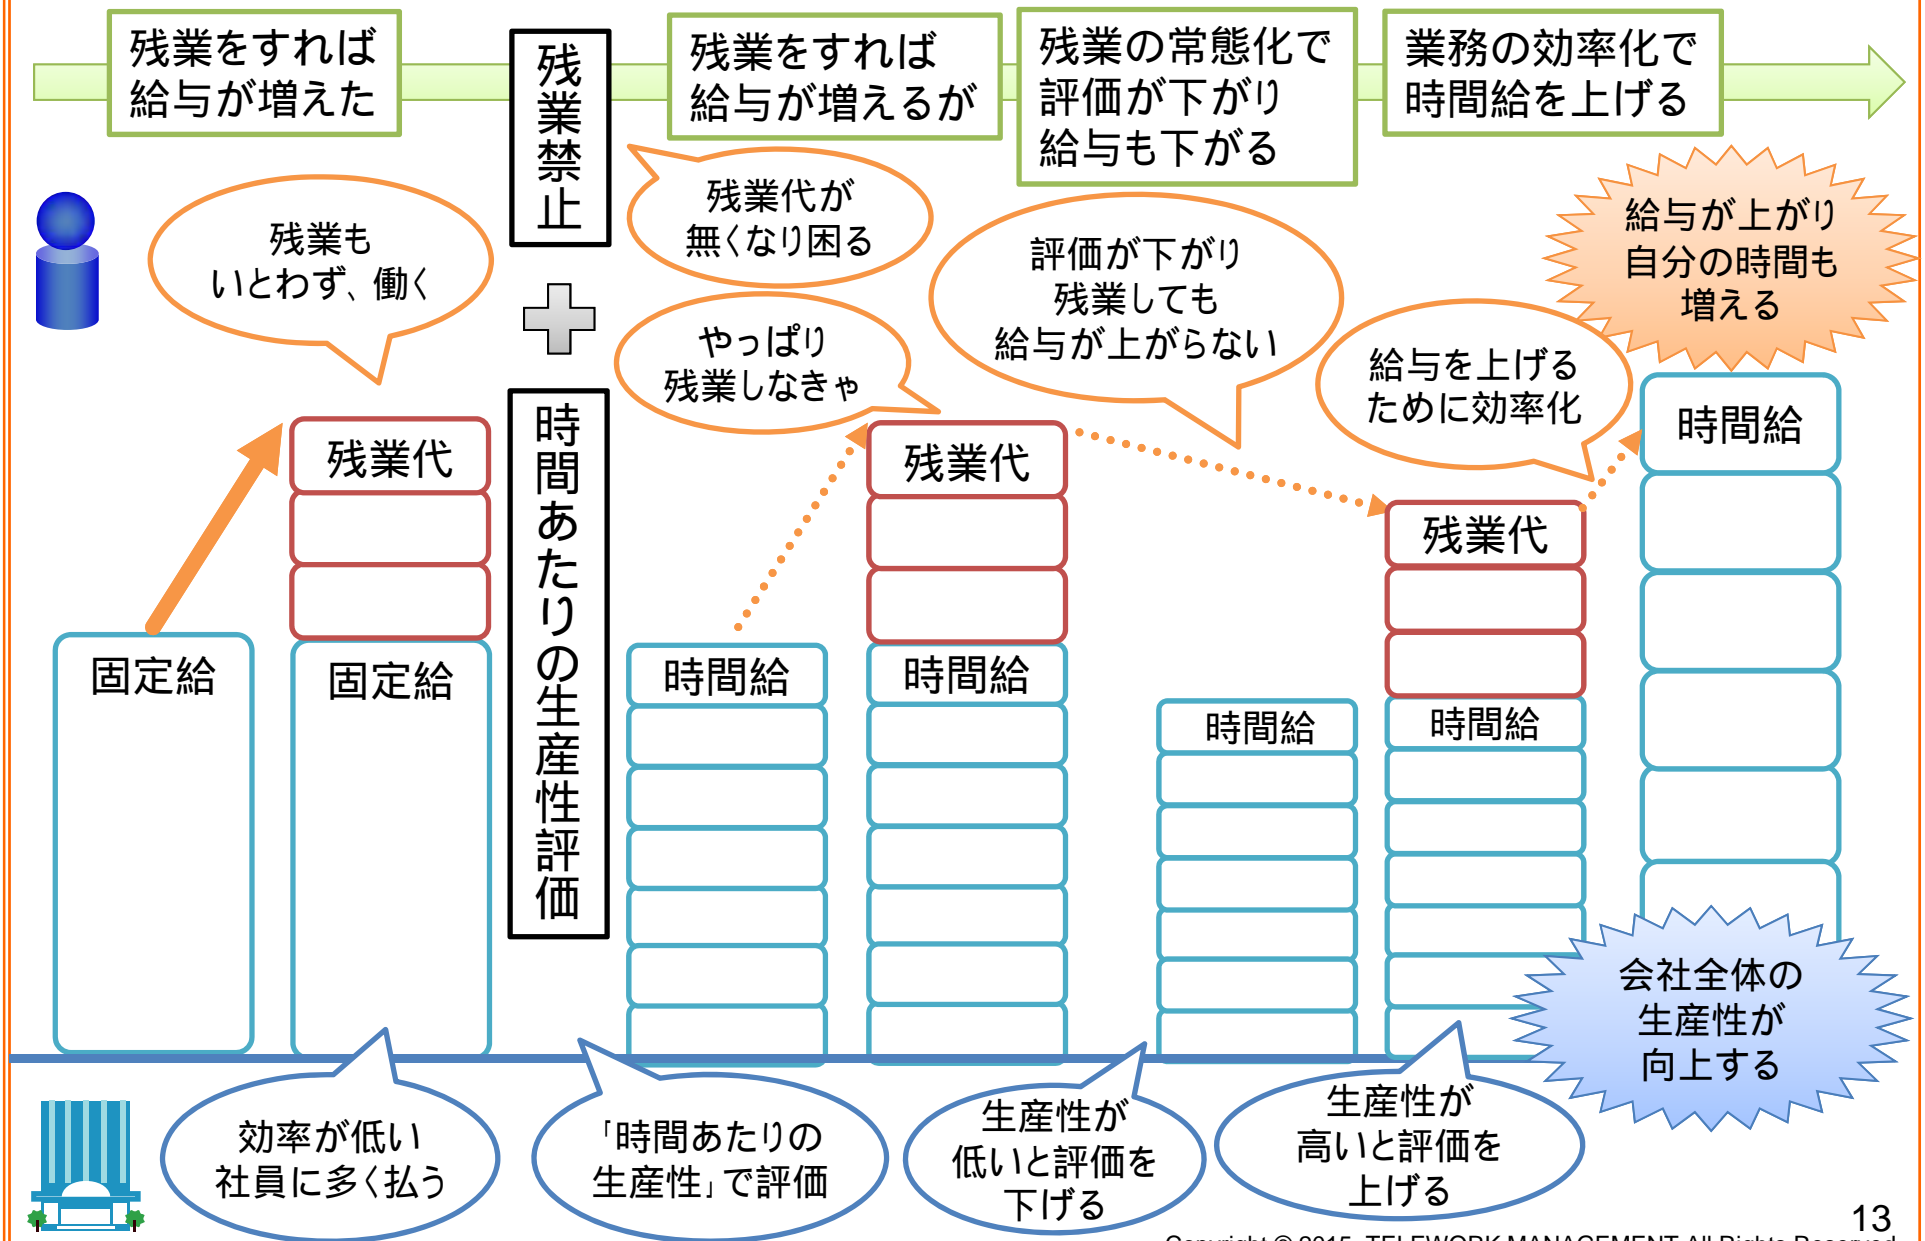 残業をすれば
給与が増えた
残業禁止
残業をすれば
給与が増えるが
残業の常態化で
評価が下がり
給与も下がる
業務の効率化で
時間給を上げる
残業も
いとわず、働く
残業代が
無くなり困る
やっぱり
残業しなきゃ
評価が下がり
残業しても
給与が上がらない
給与を上げる
ために効率化
給与が上がり
自分の時間も
増える
時間あたりの生産性評価
固定給
残業代
固定給
時間給
残業代
時間給
時間給
残業代
時間給
時間給
効率が低い
社員に多く払う
「時間あたりの
生産性」で評価
生産性が
低いと評価を
下げる
生産性が
高いと評価を
上げる
会社全体の
生産性が
向上する
13
Copyright © 2015 TELEWORK MANAGEMENT All Rights Reserved